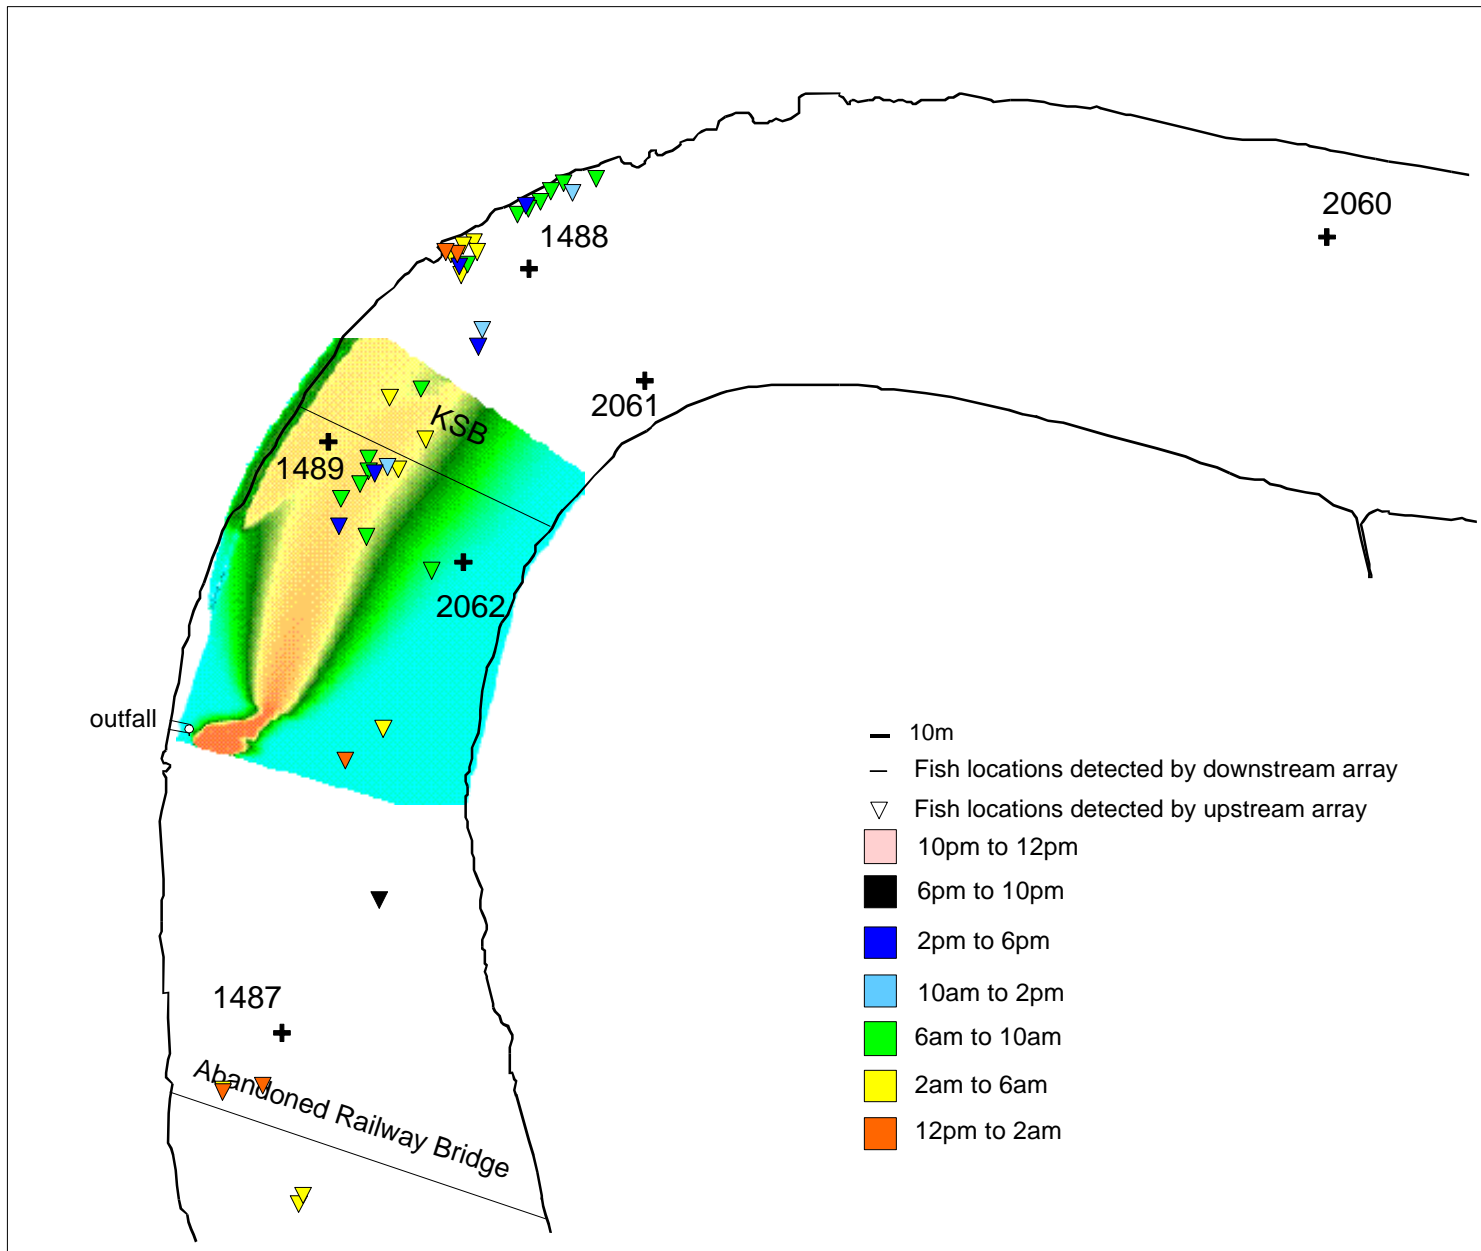 2060
1488
2061
KSB
1489
2062
outfall
10m
Fish locations detected by downstream array
Fish locations detected by upstream array
10pm to 12pm
6pm to 10pm
2pm to 6pm
1487
10am to 2pm
6am to 10am
Abandoned Railway Bridge
2am to 6am
12pm to 2am